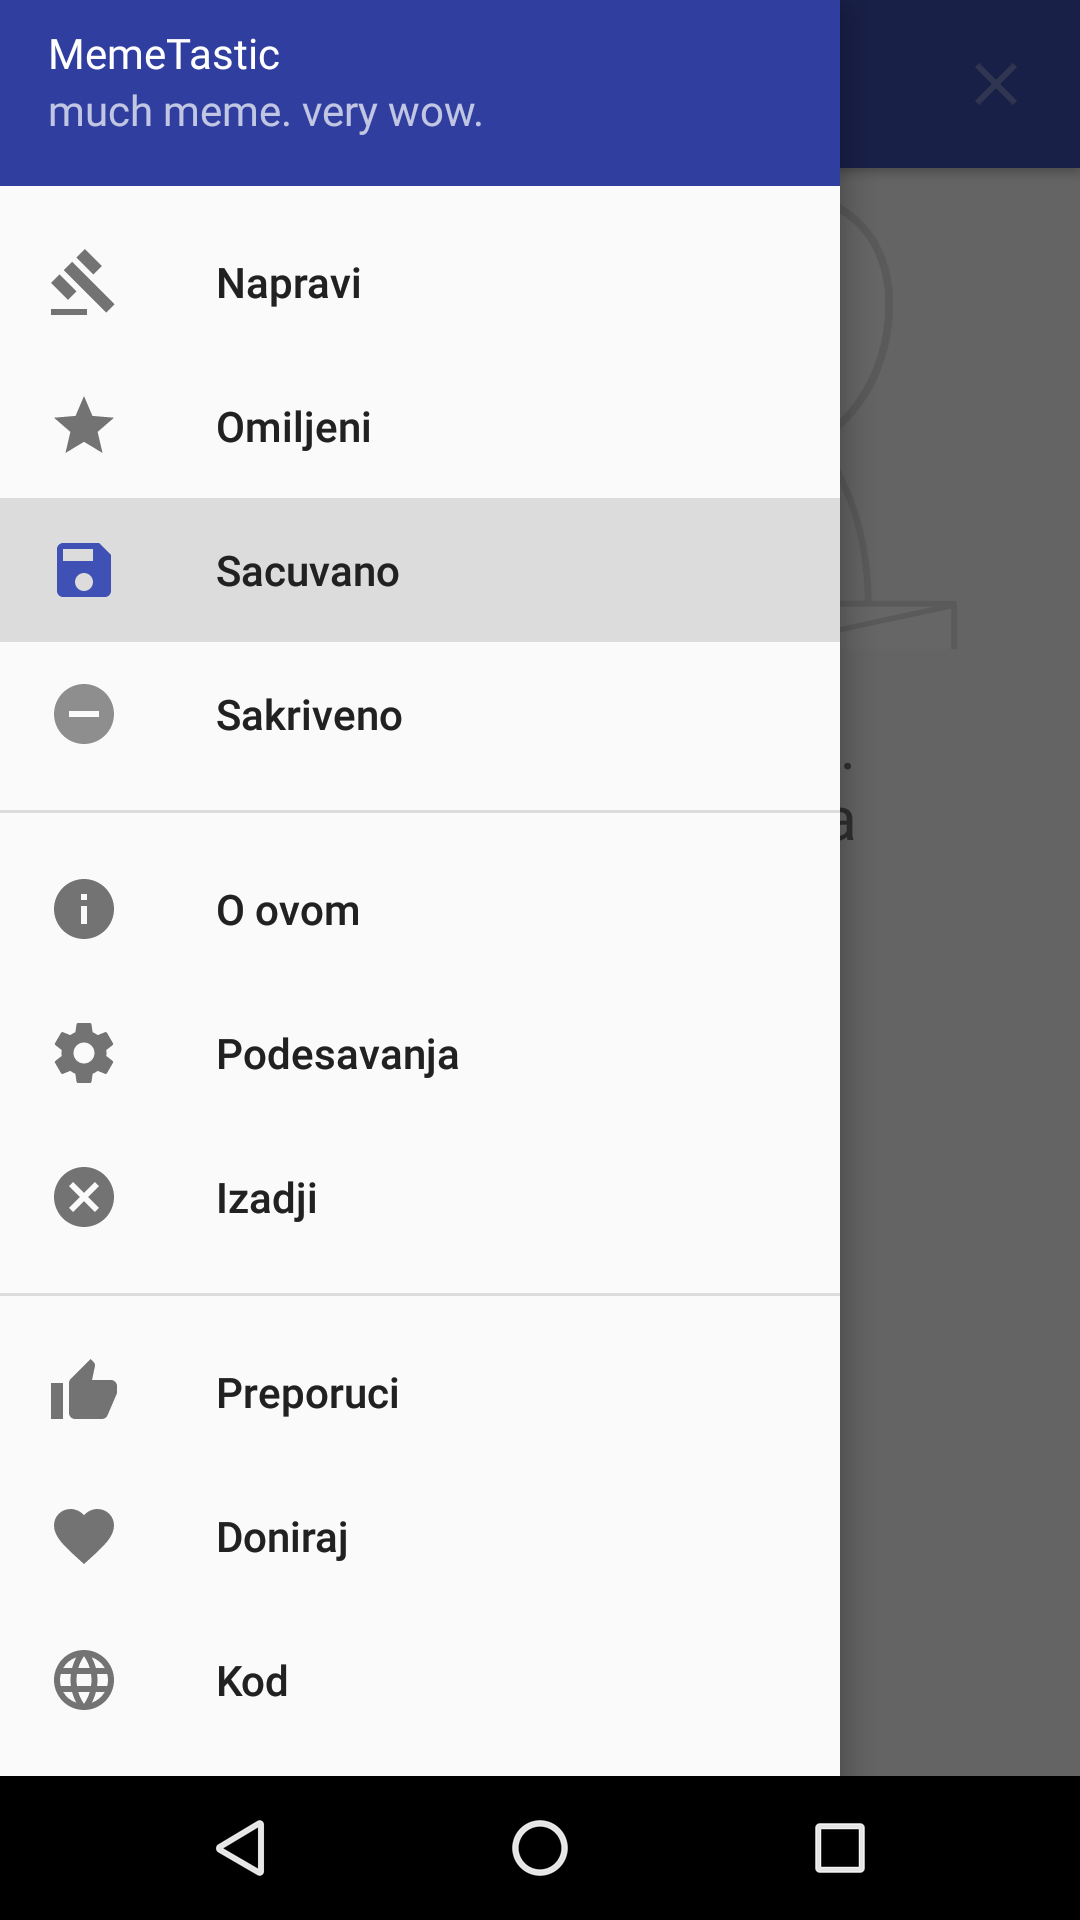 MemeTastic
much meme. very wow.
Napravi
Omiljeni
Sacuvano
Sakriveno
O ovom
Podesavanja
Izadji
Preporuci
Doniraj
Kod